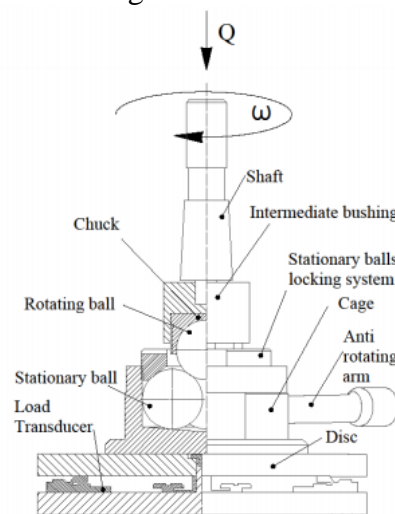 Q
ω
Shaft
Intermediate bushing
Chuck
Stationary balls
locking system
Rotating ball
Cage
Anti
rotating
arm
Stationary ball
Load
Transducer
Disc